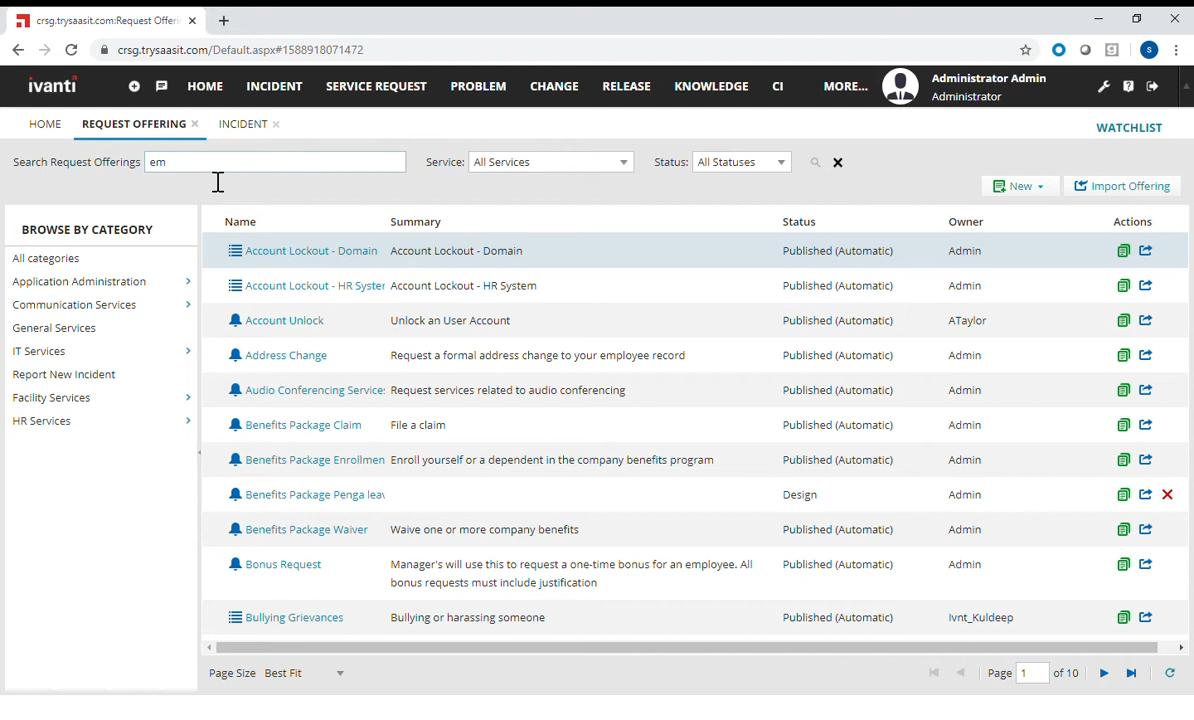 crsg.trysaasit.com:Request Offeri
crsg.trysaasit.com/Default.aspx#1588918071472
s
ivanti
HOME INCIDENT SERVICE REQUEST PROBLEM CHANGE RELEASE KNOWLEDGE CI MORE...
Administrator Admin
Administrator
HOME REQUEST OFFERING INCIDENT WATCHLIST
Search Request Offerings em Service: All Services Status: All Statuses
New Import Offering
BROWSE BY CATEGORY
All categories
Application Administration
Communication Services
General Services
IT Services
Report New Incident
Facility Services
HR Services
Name Summary Status Owner Actions
Account Lockout - Domain Account Lockout - Domain Published (Automatic) Admin
Account Lockout - HR System Account Lockout - HR System Published (Automatic) Admin
Account Unlock Unlock an User Account Published (Automatic) ATaylor
Address Change Request a formal address change to your employee record Published (Automatic) Admin
Audio Conferencing Services Request services related to audio conferencing Published (Automatic) Admin
Benefits Package Claim File a claim Published (Automatic) Admin
Benefits Package Enrollmen Enroll yourself or a dependent in the company benefits program Published (Automatic) Admin
Benefits Package Penga leav Design Admin
Benefits Package Waiver Waive one or more company benefits Published (Automatic) Admin
Bonus Request Manager's will use this to request a one-time bonus for an employee. All Published (Automatic) Admin
bonus requests must include justification
Bullying Grievances Bullying or harassing someone Published (Automatic) Ivnt_Kuldeep
Page Size Best Fit Page 1 of 10